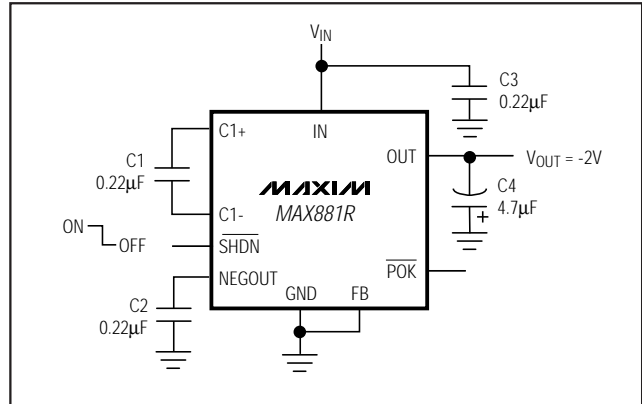 VIN
C3
0.22µF
C1+
IN
C1
0.22µF
OUT
VOUT = -2V
MAXIM
MAX881R
C4
4.7µF
+
C1-
ON
OFF
SHDN
POK
NEGOUT
GND
FB
C2
0.22µF